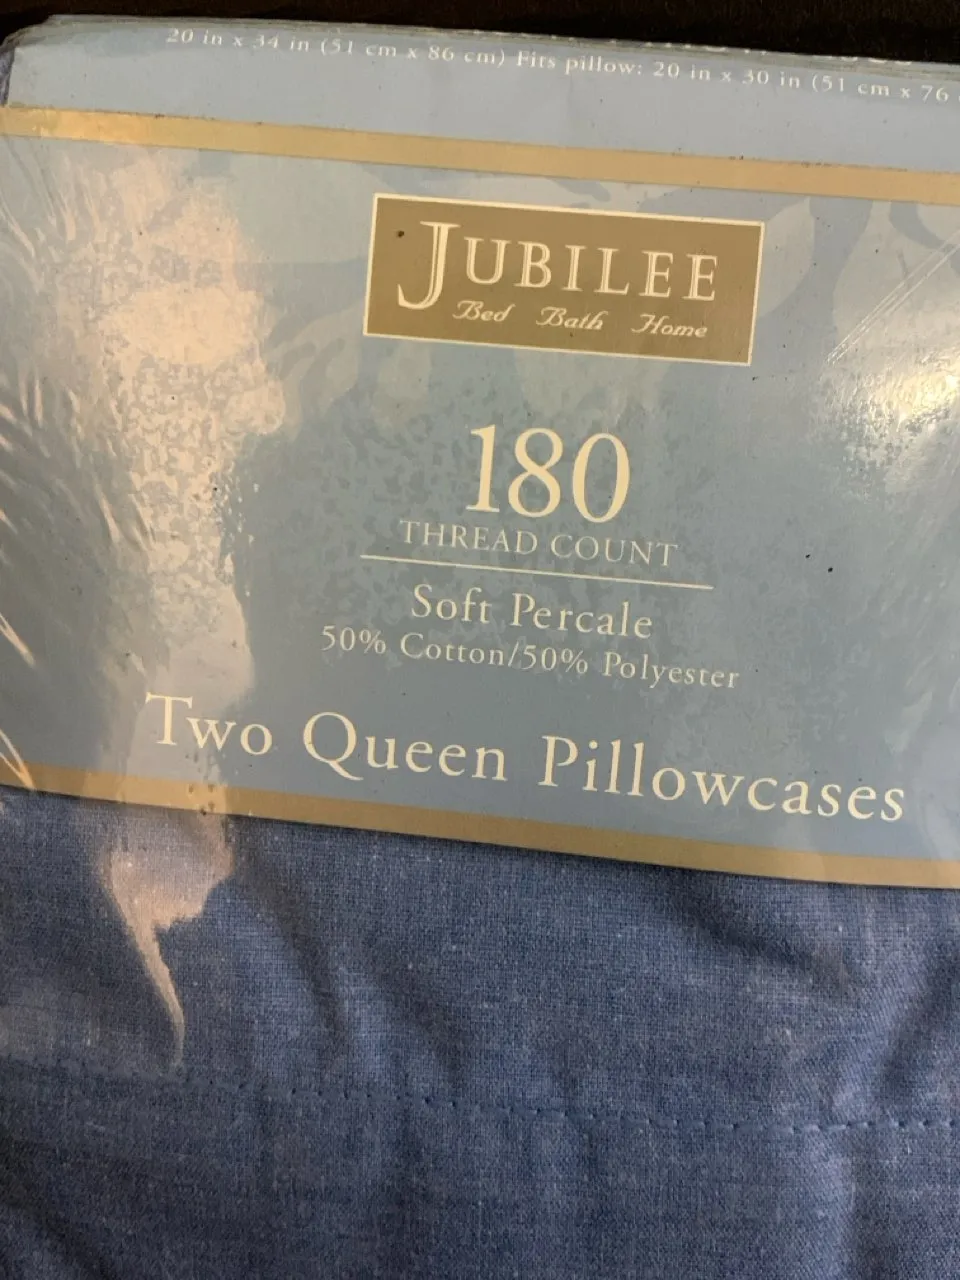 20 in x 34 in (51 cm x 86 cm) Fits pillow: 20 in x 30 in (51 cm x 76
JUBILEE
Bed Bath Home
180
THREAD COUNT
Soft Percale
50% Cotton/50% Polyester
Two Queen Pillowcases